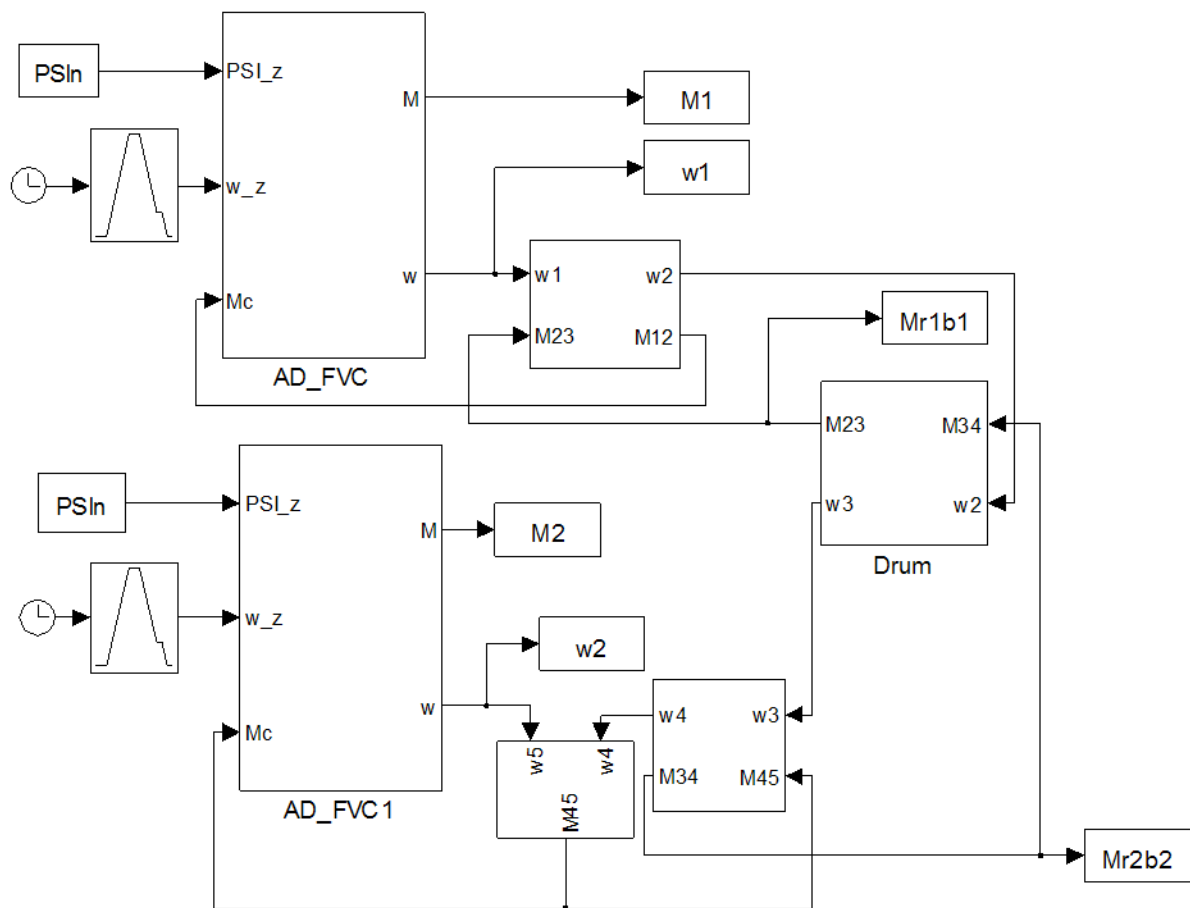 PSIn
PSI_z
M
M1
w1
w_z
w
w1
w2
Mc
M23
M12
Mr1b1
AD_FVC
M23
M34
w3
w2
Drum
PSIn
PSI_z
M
M2
w_z
w2
w
w4
w3
Mc
w5
w4
M34
M45
M45
AD_FVC1
Mr2b2